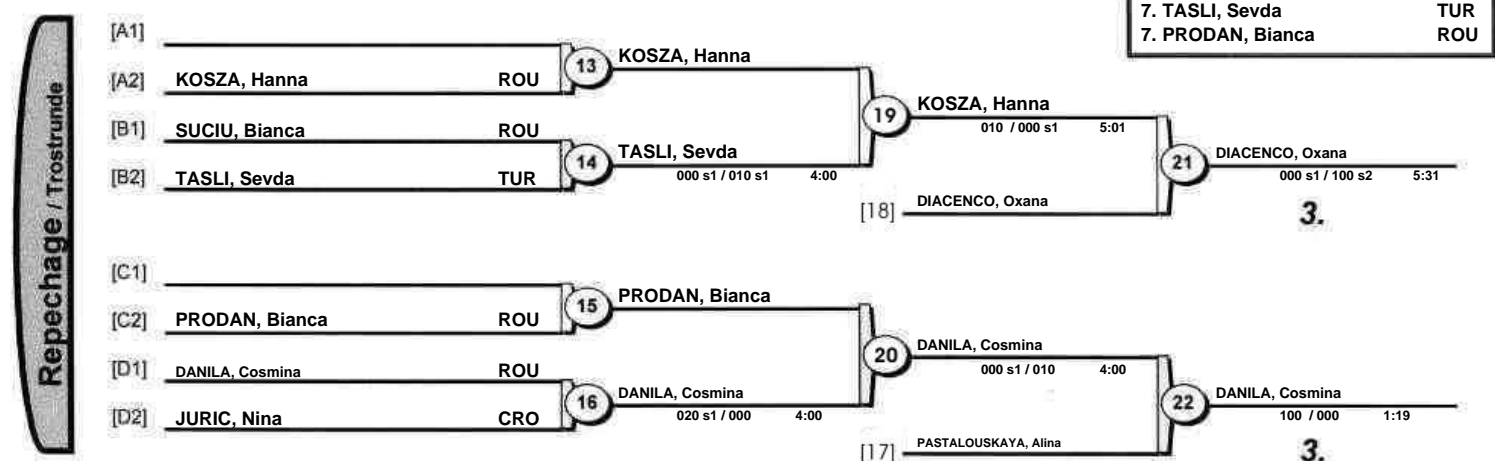 7. TASLI, Sevda TUR
7. PRODAN, Bianca ROU
Repechage / Trostrunde
[A1]
[A2] KOSZA, Hanna ROU
13 KOSZA, Hanna
[B1] SUCIU, Bianca ROU
[B2] TASLI, Sevda TUR
14 TASLI, Sevda
000 s1 / 010 s1 4:00
19 KOSZA, Hanna
010 / 000 s1 5:01
[18] DIACENCO, Oxana
21 DIACENCO, Oxana
000 s1 / 100 s2 5:31
3.
[C1]
[C2] PRODAN, Bianca ROU
15 PRODAN, Bianca
[D1] DANILA, Cosmina ROU
[D2] JURIC, Nina CRO
16 DANILA, Cosmina
020 s1 / 000 4:00
20 DANILA, Cosmina
000 s1 / 010 4:00
[17] PASTALOUSKAYA, Alina
22 DANILA, Cosmina
100 / 000 1:19
3.